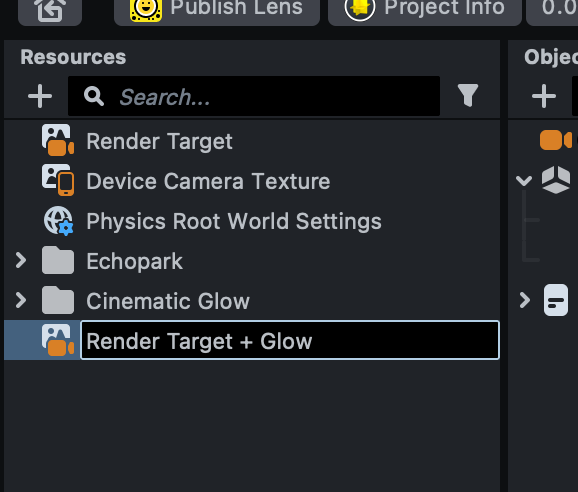 Publish Lens
Project Info
0.0
Resources
Objec
Search...
Render Target
Device Camera Texture
Physics Root World Settings
Echopark
Cinematic Glow
Render Target + Glow